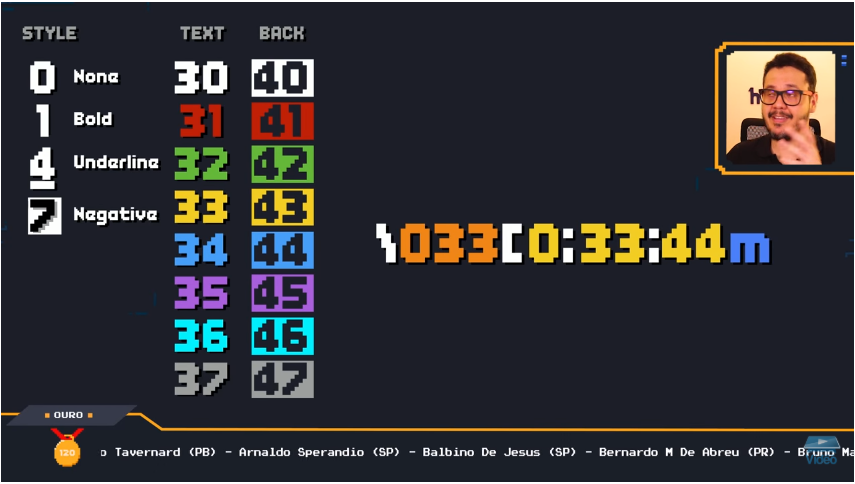 STYLE TEXT BACK
0 None 30 40
1 Bold 31 41
4 Underline 32 42
7 Negative 33 43
34 44
35 45
36 46
37 47
\033[0:33:44m
OURO
120
o Tavernard (PB) - Arnaldo Sperandio (SP) - Balbino De Jesus (SP) - Bernardo M De Abreu (PR) - Bruno Ma
Video